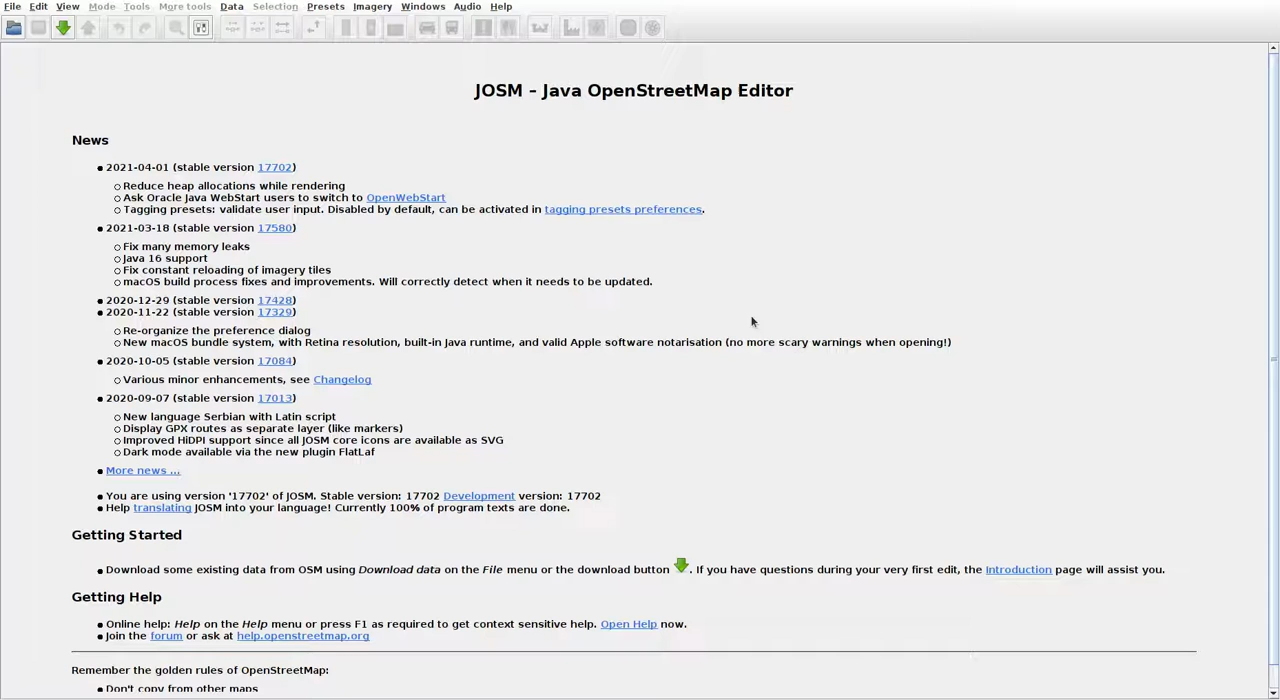 File Edit View Mode Tools More tools Data Selection Presets Imagery Windows Audio Help
JOSM – Java OpenStreetMap Editor
News
2021-04-01 (stable version 17702)
Reduce heap allocations while rendering
Ask Oracle Java WebStart users to switch to OpenWebStart
Tagging presets: validate user input. Disabled by default, can be activated in tagging presets preferences.
2021-03-18 (stable version 17580)
Fix many memory leaks
Java 16 support
Fix constant reloading of imagery tiles
macOS build process fixes and improvements. Will correctly detect when it needs to be updated.
2020-12-29 (stable version 17428)
2020-11-22 (stable version 17329)
Re-organize the preference dialog
New macOS bundle system, with Retina resolution, built-in Java runtime, and valid Apple software notarisation (no more scary warnings when opening!)
2020-10-05 (stable version 17084)
Various minor enhancements, see Changelog
2020-09-07 (stable version 17013)
New language Serbian with Latin script
Display GPX routes as separate layer (like markers)
Improved HiDPI support since all JOSM core icons are available as SVG
Dark mode available via the new plugin FlatLaf
More news ...
You are using version '17702' of JOSM. Stable version: 17702 Development version: 17702
Help translating JOSM into your language! Currently 100% of program texts are done.
Getting Started
Download some existing data from OSM using Download data on the File menu or the download button . If you have questions during your very first edit, the Introduction page will assist you.
Getting Help
Online help: Help on the Help menu or press F1 as required to get context sensitive help. Open Help now.
Join the forum or ask at help.openstreetmap.org
Remember the golden rules of OpenStreetMap:
Don't copy from other maps